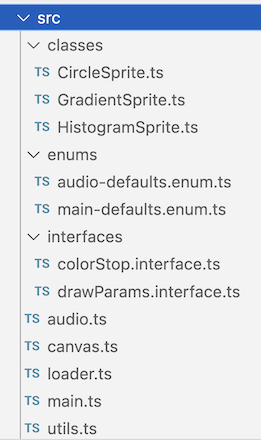 src
classes
TS CircleSprite.ts
TS GradientSprite.ts
TS HistogramSprite.ts
enums
TS audio-defaults.enum.ts
TS main-defaults.enum.ts
interfaces
TS colorStop.interface.ts
TS drawParams.interface.ts
TS audio.ts
TS canvas.ts
TS loader.ts
TS main.ts
TS utils.ts